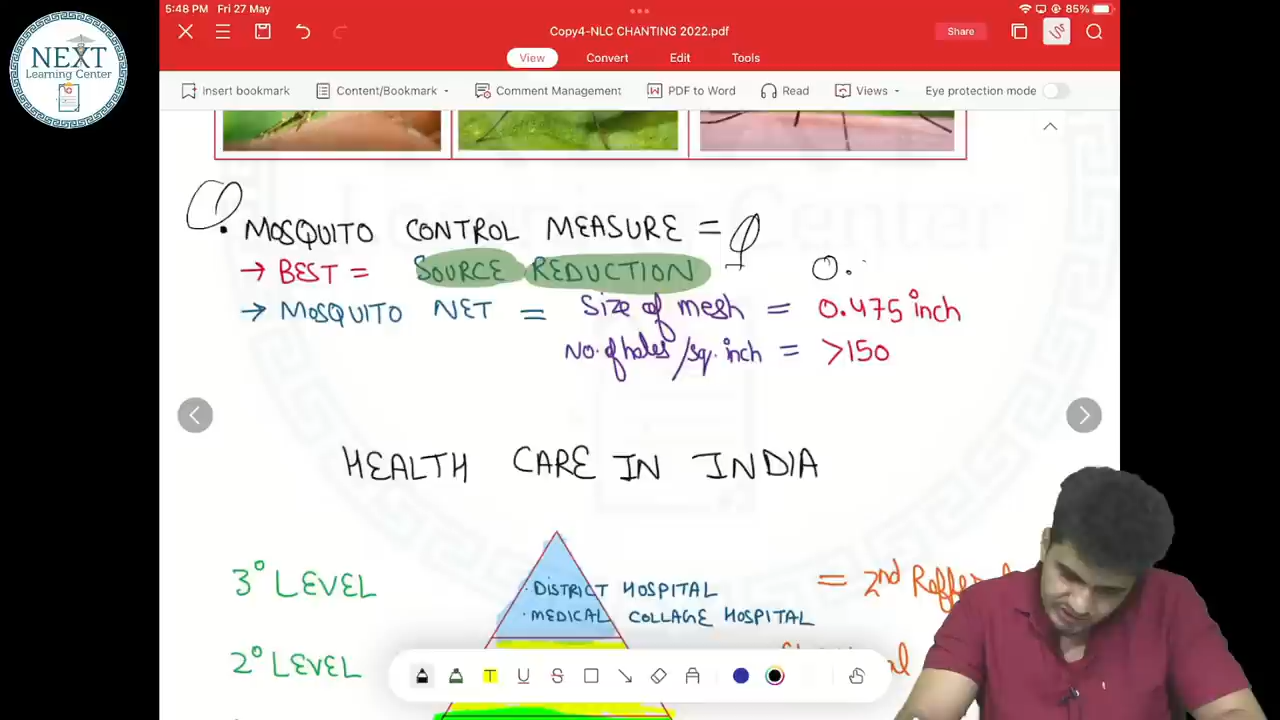 5:48 PM Fri 27 May
85%
NEXT
Learning Center
Copy4-NLC CHANTING 2022.pdf
Share
View Convert Edit Tools
Insert bookmark Content/Bookmark Comment Management PDF to Word Read Views Eye protection mode
MOSQUITO CONTROL MEASURE =
→ BEST = SOURCE REDUCTION
0.
→ MOSQUITO NET = Size of mesh = 0.475 inch
No. of holes /sq. inch = >150
HEALTH CARE IN INDIA
3° LEVEL
· DISTRICT HOSPITAL
· MEDICAL COLLAGE HOSPITAL
= 2nd
2° LEVEL